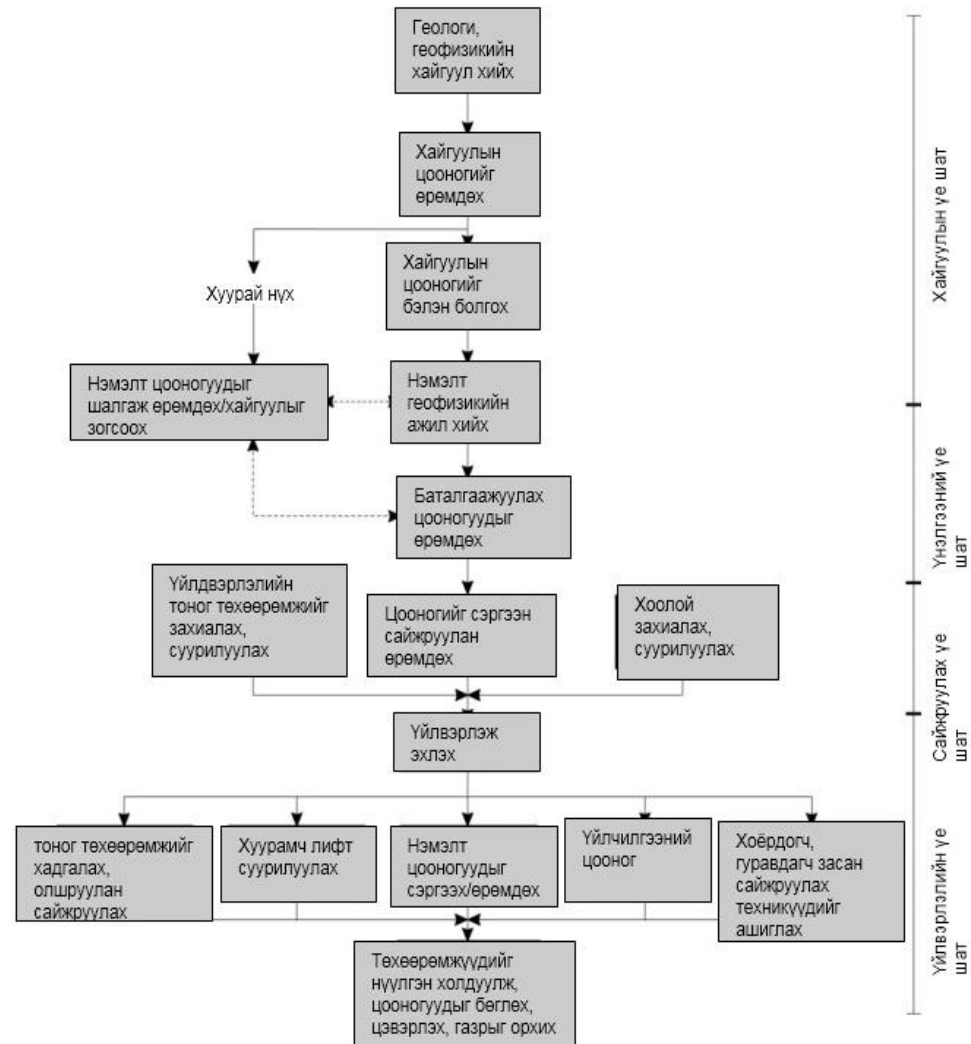 Геологи,
геофизикийн
хайгуул хийх
Хайгуулын
цооногийг
өрөмдөх
Хайгуулын
цооногийг
бэлэн болгох
Хуурай нүх
Нэмэлт цооногуудыг
шалгаж өрөмдөх/хайгуулыг
зогсоох
Нэмэлт
геофизикийн
ажил хийх
Баталгаажуулах
цооногуудыг
өрөмдөх
Үйлдвэрлэлийн
тоног төхөөрөмжийг
захиалах,
суурилуулах
Цооногийг сэргээн
сайжруулан
өрөмдөх
Хоолой
захиалах,
суурилуулах
Үйлвэрлэж
эхлэх
тоног төхөөрөмжийг
хадгалах,
олшруулан
сайжруулах
Хуурамч лифт
суурилуулах
Нэмэлт
цооногуудыг
сэргээх/өрөмдөх
Үйлчилгээний
цооног
Хоёрдогч,
гуравдагч засан
сайжруулах
техникүүдийг
ашиглах
Төхөөрөмжүүдийг
нүүлгэн холдуулж,
цооногуудыг бөглөх,
цэвэрлэх, газрыг орхих
Хайгуулын үе шат
Үнэлгээний үе
шат
Сайжруулах үе
шат
Үйлвэрлэлийн үе
шат